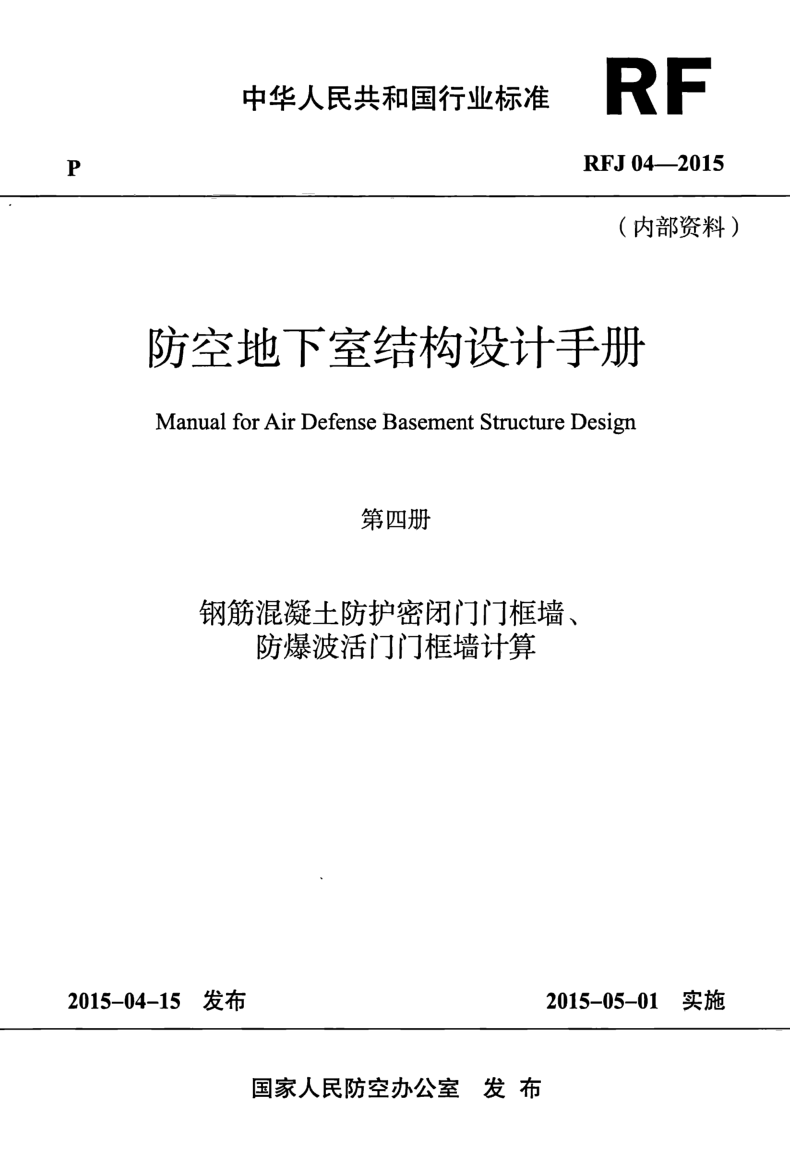 中华人民共和国行业标准 RF
P RFJ 04—2015
（内部资料）
防空地下室结构设计手册
Manual for Air Defense Basement Structure Design
第四册
钢筋混凝土防护密闭门门框墙、
防爆波活门门框墙计算
2015–04–15 发布 2015–05–01 实施
国家人民防空办公室 发 布